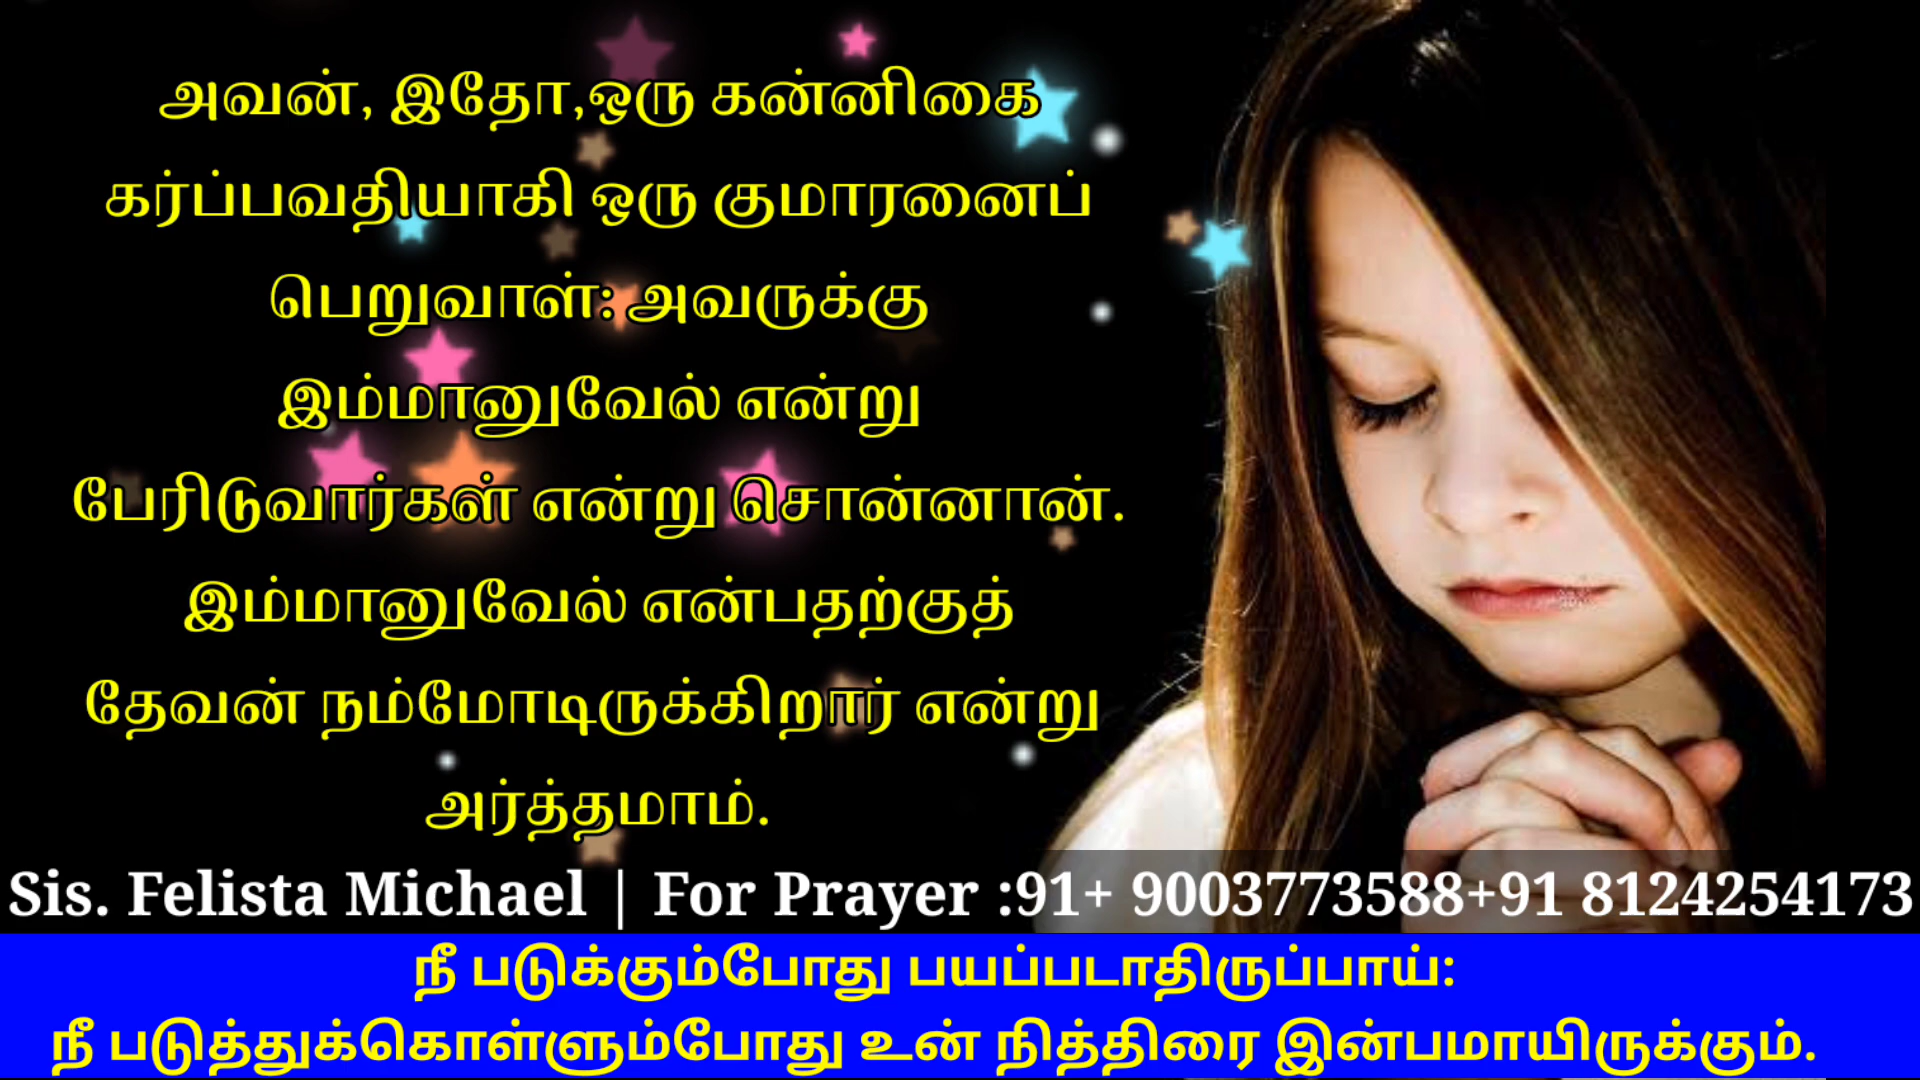 அவன், இதோ,ஒரு கன்னிகை
கர்ப்பவதியாகி ஒரு குமாரனைப்
பெறுவாள்: அவருக்கு
இம்மானுவேல் என்று
பேரிடுவார்கள் என்று சொன்னான்.
இம்மானுவேல் என்பதற்குத்
தேவன் நம்மோடிருக்கிறார் என்று
அர்த்தமாம்.
Sis. Felista Michael | For Prayer :91+ 9003773588+91 8124254173
நீ படுக்கும்போது பயப்படாதிருப்பாய்:
நீ படுத்துக்கொள்ளும்போது உன் நித்திரை இன்பமாயிருக்கும்.